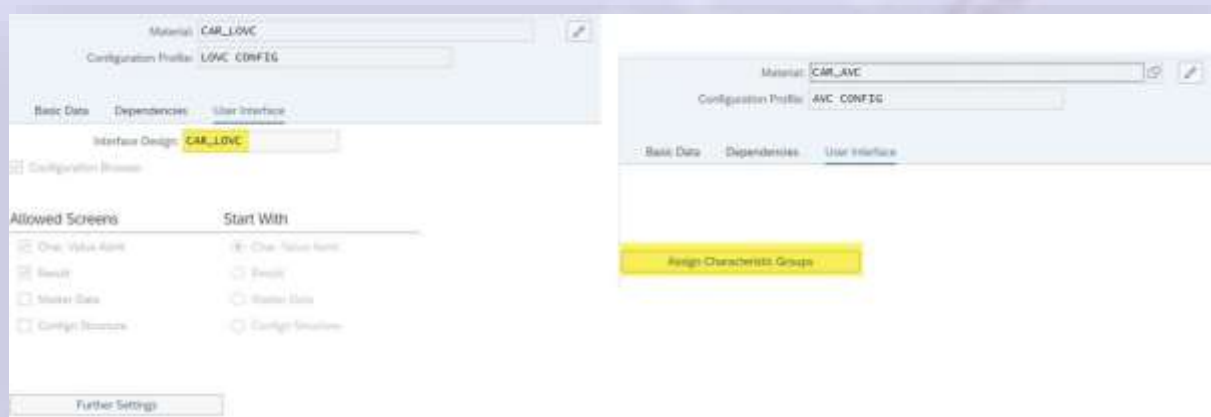 Material: CAR_LOVC
Configuration Profile: LOVC CONFIG
Basic Data Dependencies User Interface
Interface Design: CAR_LOVC
Configuration Browser
Allowed Screens Start With
Char. Value Asmt Char. Value Asmt
Result Result
Master Data Master Data
Config Structure Config Structure
Further Settings
Material: CAR_AVC
Configuration Profile: AVC CONFIG
Basic Data Dependencies User Interface
Assign Characteristic Groups